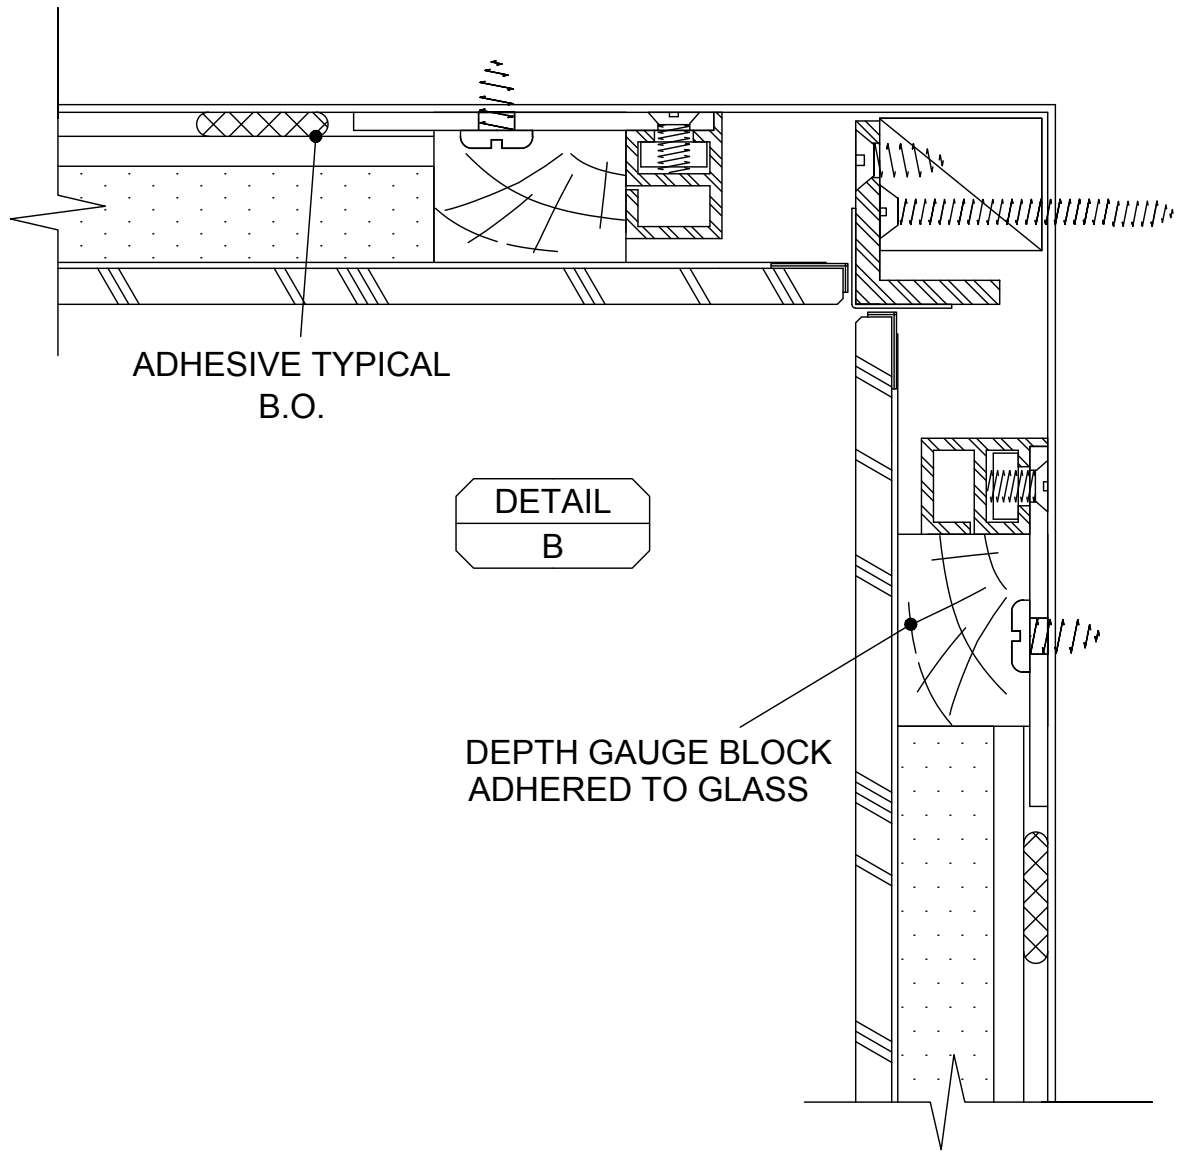 ADHESIVE TYPICAL
B.O.
DETAIL
B
DEPTH GAUGE BLOCK
ADHERED TO GLASS